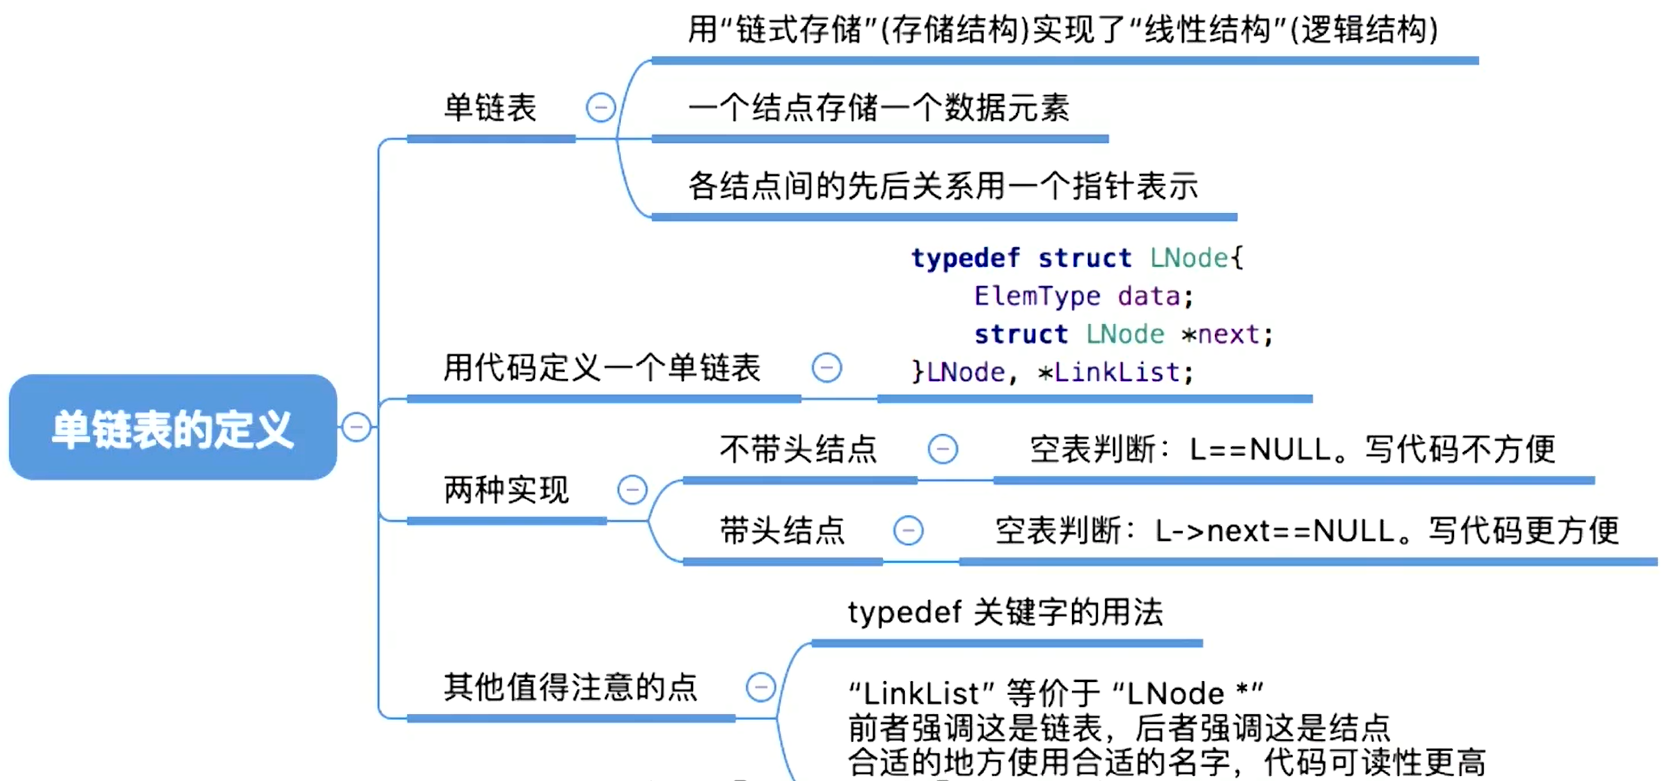 用“链式存储”(存储结构)实现了“线性结构”(逻辑结构)
单链表
一个结点存储一个数据元素
各结点间的先后关系用一个指针表示
typedef struct LNode{
ElemType data;
struct LNode *next;
}LNode, *LinkList;
用代码定义一个单链表
单链表的定义
不带头结点
空表判断：L==NULL。写代码不方便
两种实现
带头结点
空表判断：L->next==NULL。写代码更方便
typedef 关键字的用法
其他值得注意的点
“LinkList” 等价于 “LNode *”
前者强调这是链表，后者强调这是结点
合适的地方使用合适的名字，代码可读性更高